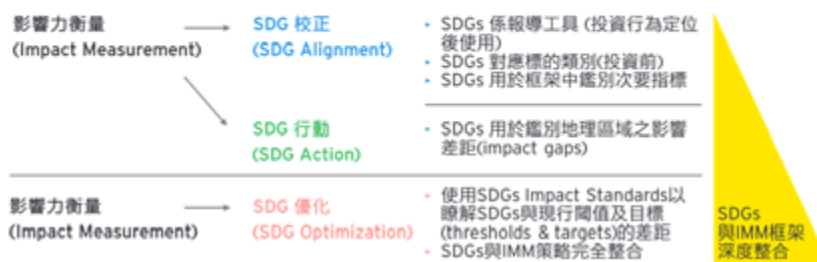 影響力衡量
(Impact Measurement)
SDG 校正
(SDG Alignment)
• SDGs 係報導工具 (投資行為定位
後使用)
• SDGs 對應標的類別(投資前)
• SDGs 用於框架中鑑別次要指標
SDG 行動
(SDG Action)
• SDGs 用於鑑別地理區域之影響
差距(impact gaps)
影響力衡量
(Impact Measurement)
SDG 優化
(SDG Optimization)
• 使用SDGs Impact Standards以
瞭解SDGs與現行閾值及目標
(thresholds & targets)的差距
• SDGs與IMM策略完全整合
SDGs
與IMM框架
深度整合